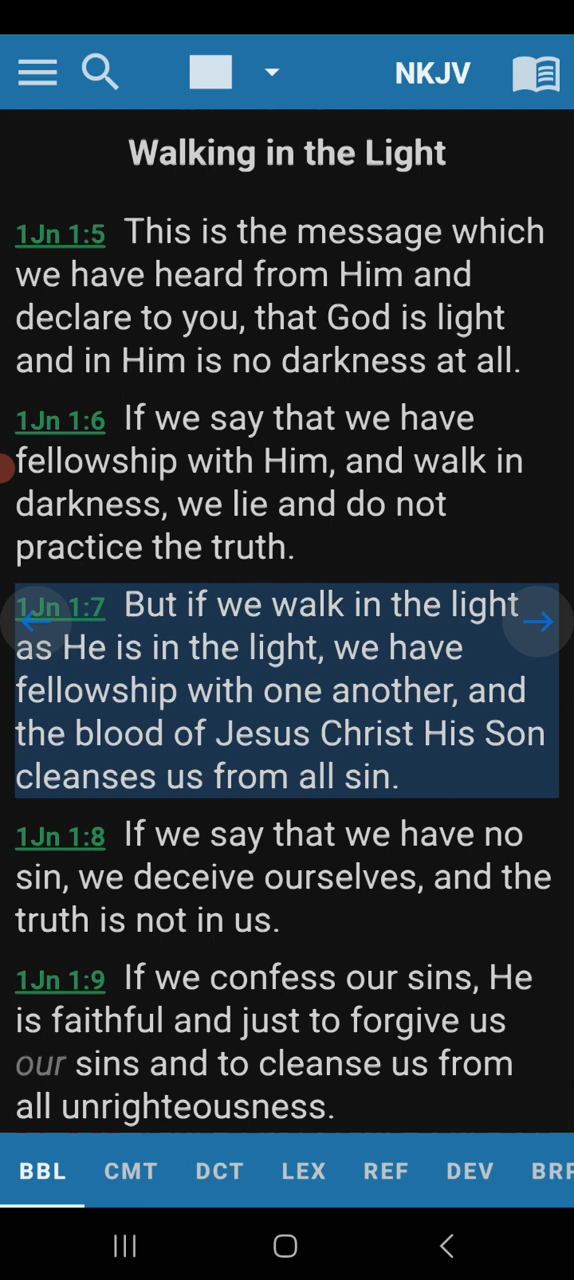 NKJV
Walking in the Light
1Jn 1:5 This is the message which
we have heard from Him and
declare to you, that God is light
and in Him is no darkness at all.
1Jn 1:6 If we say that we have
fellowship with Him, and walk in
darkness, we lie and do not
practice the truth.
1Jn 1:7 But if we walk in the light
as He is in the light, we have
fellowship with one another, and
the blood of Jesus Christ His Son
cleanses us from all sin.
1Jn 1:8 If we say that we have no
sin, we deceive ourselves, and the
truth is not in us.
1Jn 1:9 If we confess our sins, He
is faithful and just to forgive us
our sins and to cleanse us from
all unrighteousness.
BBL CMT DCT LEX REF DEV BRP